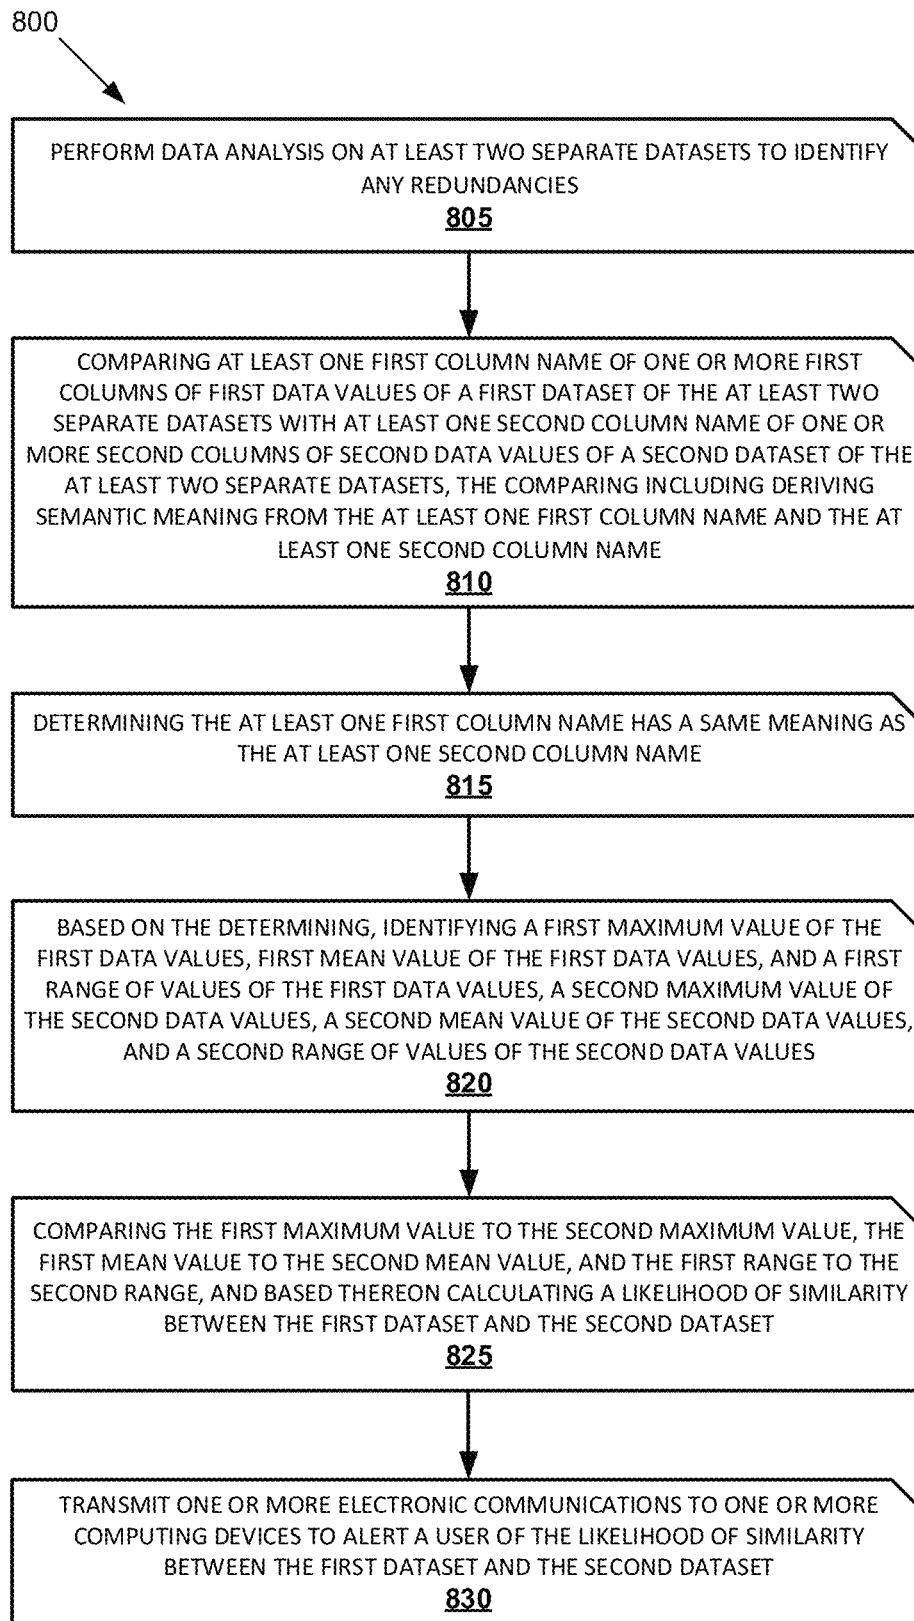 800
PERFORM DATA ANALYSIS ON AT LEAST TWO SEPARATE DATASETS TO IDENTIFY
ANY REDUNDANCIES
805
COMPARING AT LEAST ONE FIRST COLUMN NAME OF ONE OR MORE FIRST
COLUMNS OF FIRST DATA VALUES OF A FIRST DATASET OF THE AT LEAST TWO
SEPARATE DATASETS WITH AT LEAST ONE SECOND COLUMN NAME OF ONE OR
MORE SECOND COLUMNS OF SECOND DATA VALUES OF A SECOND DATASET OF THE
AT LEAST TWO SEPARATE DATASETS, THE COMPARING INCLUDING DERIVING
SEMANTIC MEANING FROM THE AT LEAST ONE FIRST COLUMN NAME AND THE AT
LEAST ONE SECOND COLUMN NAME
810
DETERMINING THE AT LEAST ONE FIRST COLUMN NAME HAS A SAME MEANING AS
THE AT LEAST ONE SECOND COLUMN NAME
815
BASED ON THE DETERMINING, IDENTIFYING A FIRST MAXIMUM VALUE OF THE
FIRST DATA VALUES, FIRST MEAN VALUE OF THE FIRST DATA VALUES, AND A FIRST
RANGE OF VALUES OF THE FIRST DATA VALUES, A SECOND MAXIMUM VALUE OF
THE SECOND DATA VALUES, A SECOND MEAN VALUE OF THE SECOND DATA VALUES,
AND A SECOND RANGE OF VALUES OF THE SECOND DATA VALUES
820
COMPARING THE FIRST MAXIMUM VALUE TO THE SECOND MAXIMUM VALUE, THE
FIRST MEAN VALUE TO THE SECOND MEAN VALUE, AND THE FIRST RANGE TO THE
SECOND RANGE, AND BASED THEREON CALCULATING A LIKELIHOOD OF SIMILARITY
BETWEEN THE FIRST DATASET AND THE SECOND DATASET
825
TRANSMIT ONE OR MORE ELECTRONIC COMMUNICATIONS TO ONE OR MORE
COMPUTING DEVICES TO ALERT A USER OF THE LIKELIHOOD OF SIMILARITY
BETWEEN THE FIRST DATASET AND THE SECOND DATASET
830